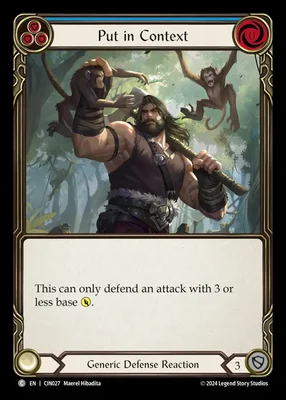 Put in Context
This can only defend an attack with 3 or
less base .
Generic Defense Reaction
3
C EN | CIN027 Maerel Hibadita
© 2024 Legend Story Studios